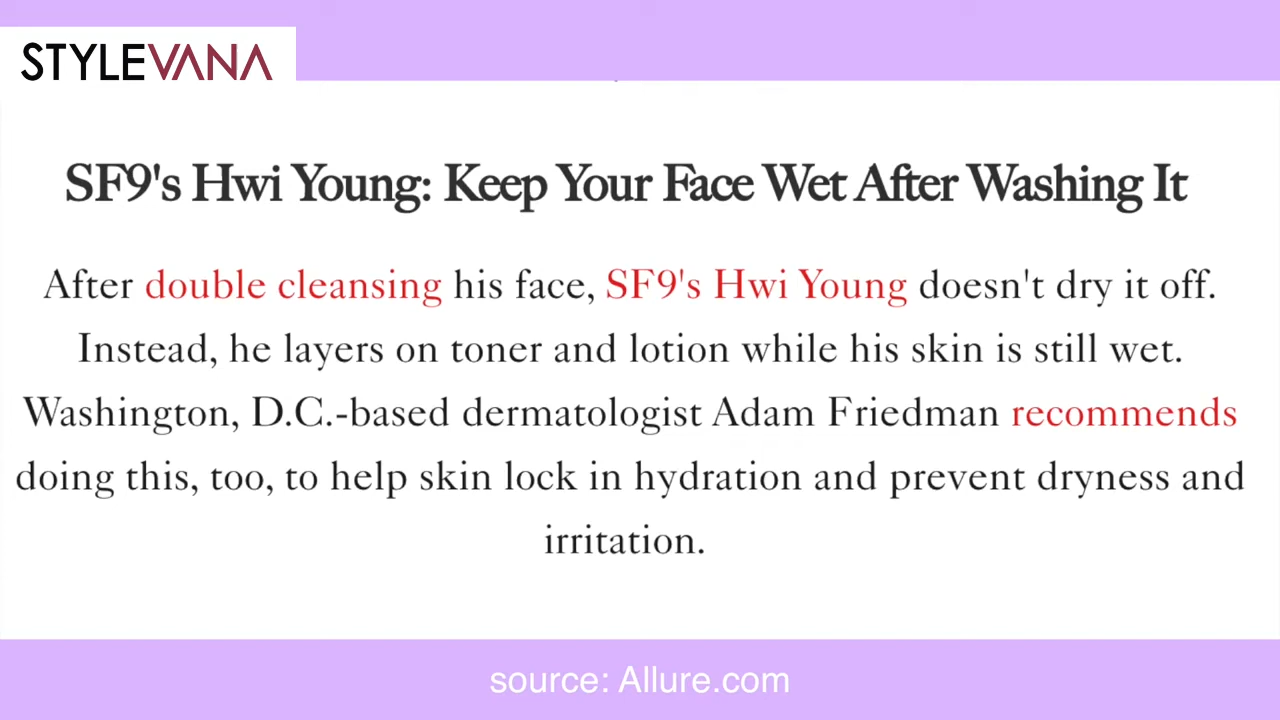 STYLEVANA
SF9's Hwi Young: Keep Your Face Wet After Washing It
After double cleansing his face, SF9's Hwi Young doesn't dry it off.
Instead, he layers on toner and lotion while his skin is still wet.
Washington, D.C.-based dermatologist Adam Friedman recommends
doing this, too, to help skin lock in hydration and prevent dryness and
irritation.
source: Allure.com